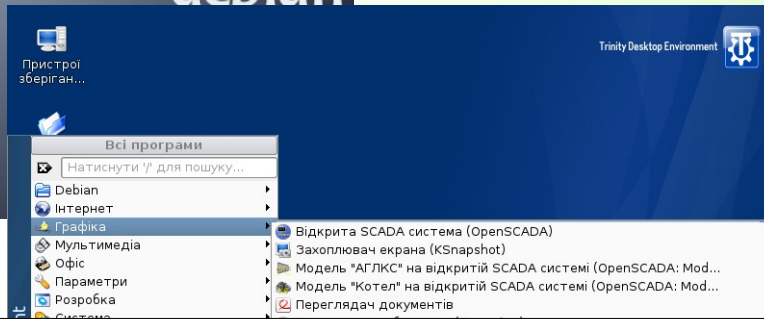 debian
Пристрої
зберіган...
Trinity Desktop Environment
Всі програми
Натиснути '/' для пошуку...
Debian
Інтернет
Графіка
Мультимедіа
Офіс
Параметри
Розробка
Система
Відкрита SCADA система (OpenSCADA)
Захоплювач екрана (KSnapshot)
Модель "АГЛКС" на відкритій SCADA системі (OpenSCADA: Mod...
Модель "Котел" на відкритій SCADA системі (OpenSCADA: Mod...
Переглядач документів